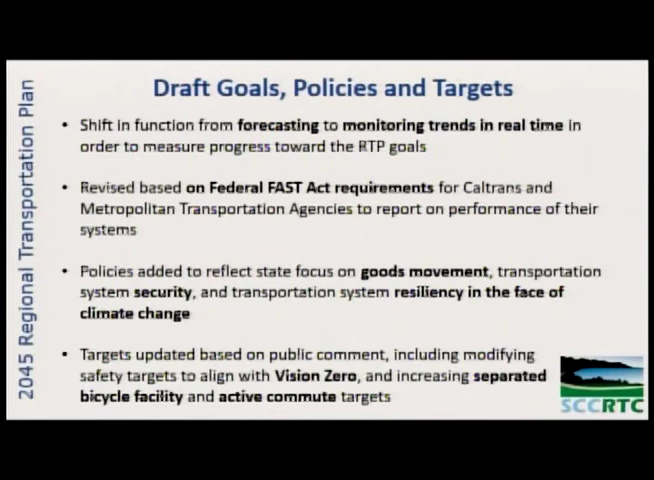 2045 Regional Transportation Plan
Draft Goals, Policies and Targets
• Shift in function from forecasting to monitoring trends in real time in
order to measure progress toward the RTP goals
• Revised based on Federal FAST Act requirements for Caltrans and
Metropolitan Transportation Agencies to report on performance of their
systems
• Policies added to reflect state focus on goods movement, transportation
system security, and transportation system resiliency in the face of
climate change
• Targets updated based on public comment, including modifying
safety targets to align with Vision Zero, and increasing separated
bicycle facility and active commute targets
SCCRTC